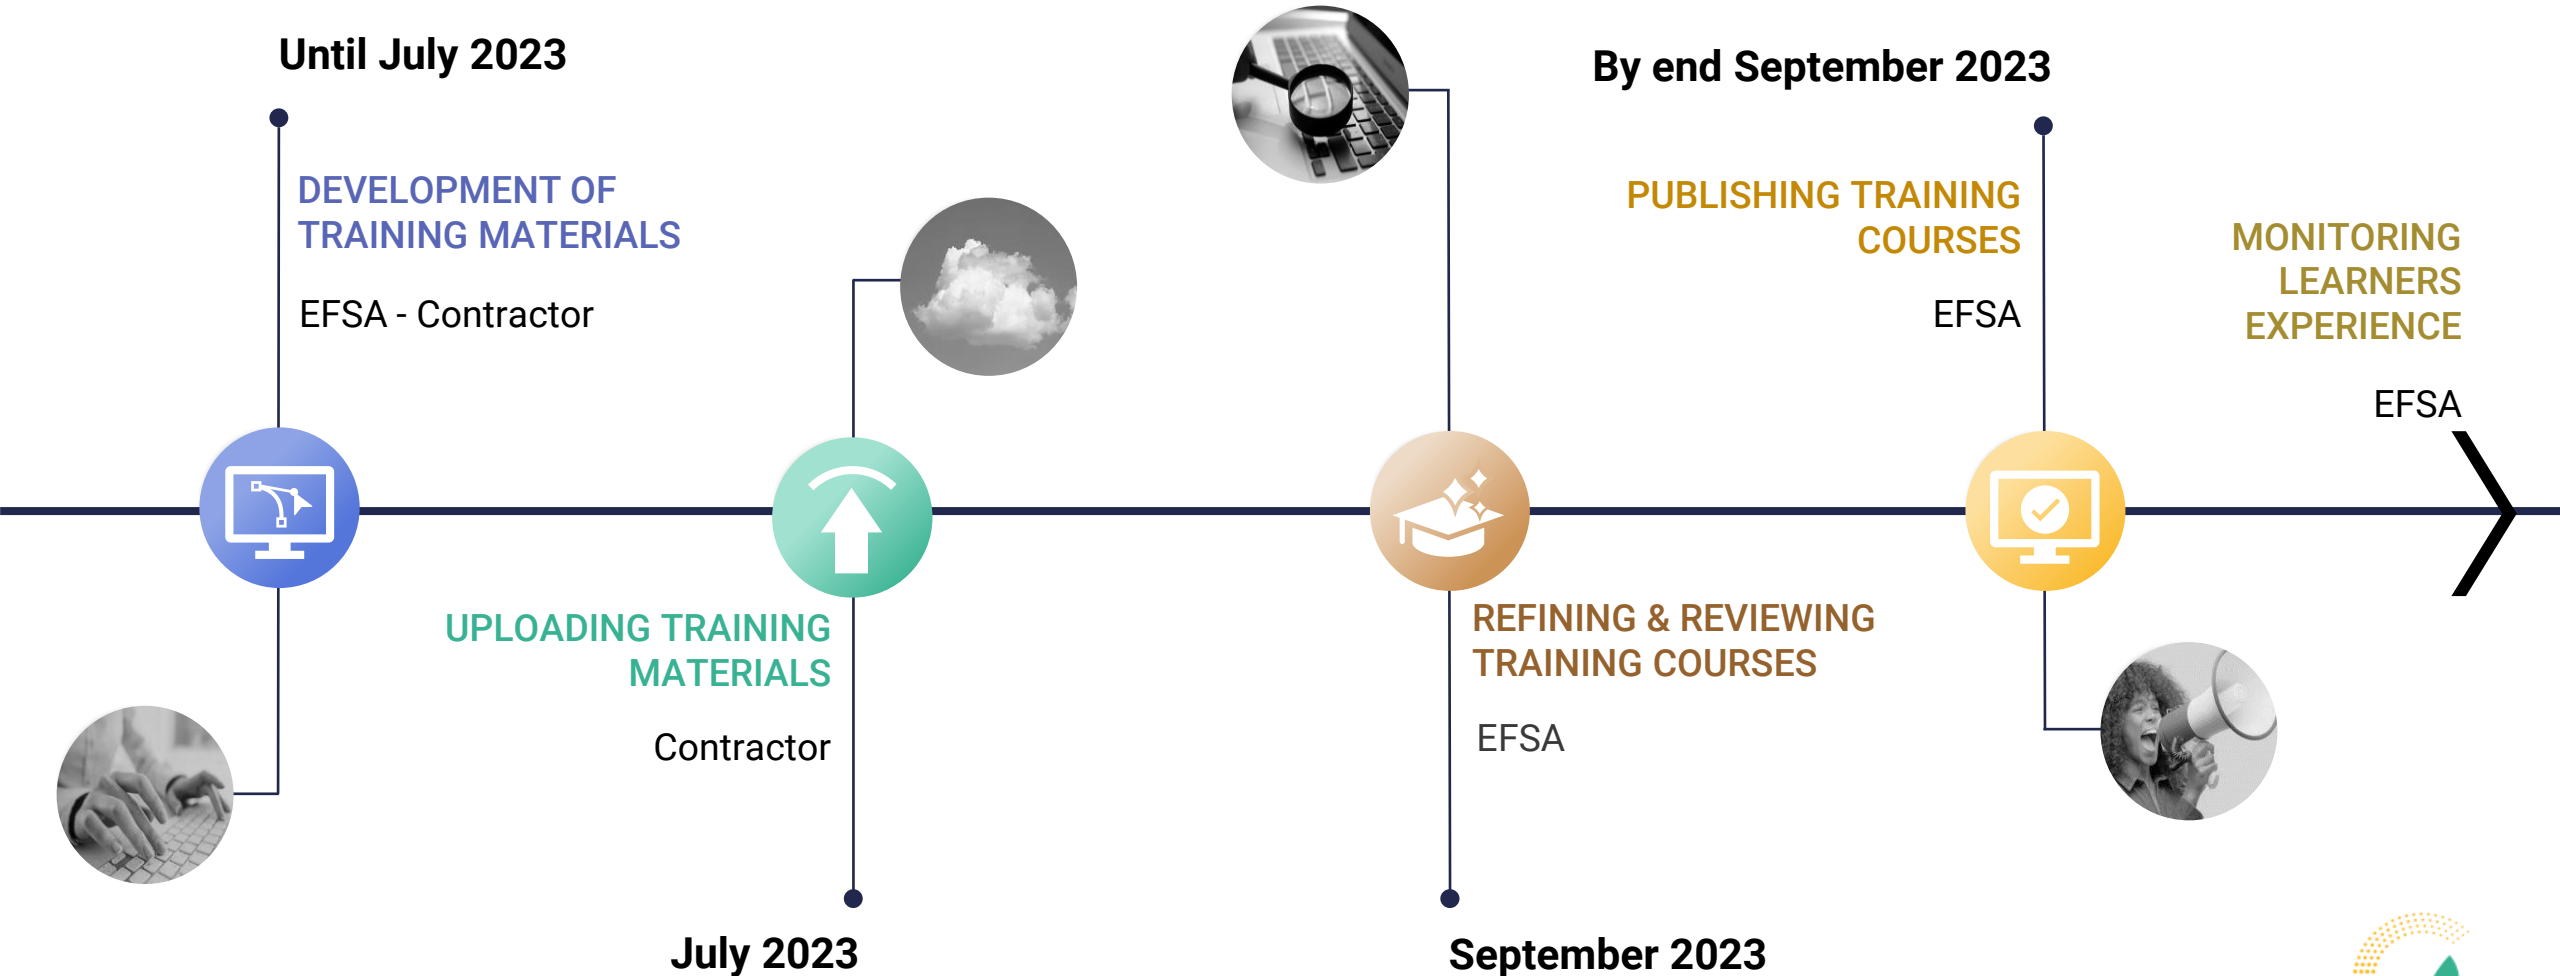 Until July 2023
DEVELOPMENT OF
TRAINING MATERIALS
EFSA - Contractor
UPLOADING TRAINING
MATERIALS
Contractor
July 2023
REFINING & REVIEWING
TRAINING COURSES
EFSA
September 2023
By end September 2023
PUBLISHING TRAINING
COURSES
EFSA
MONITORING
LEARNERS
EXPERIENCE
EFSA